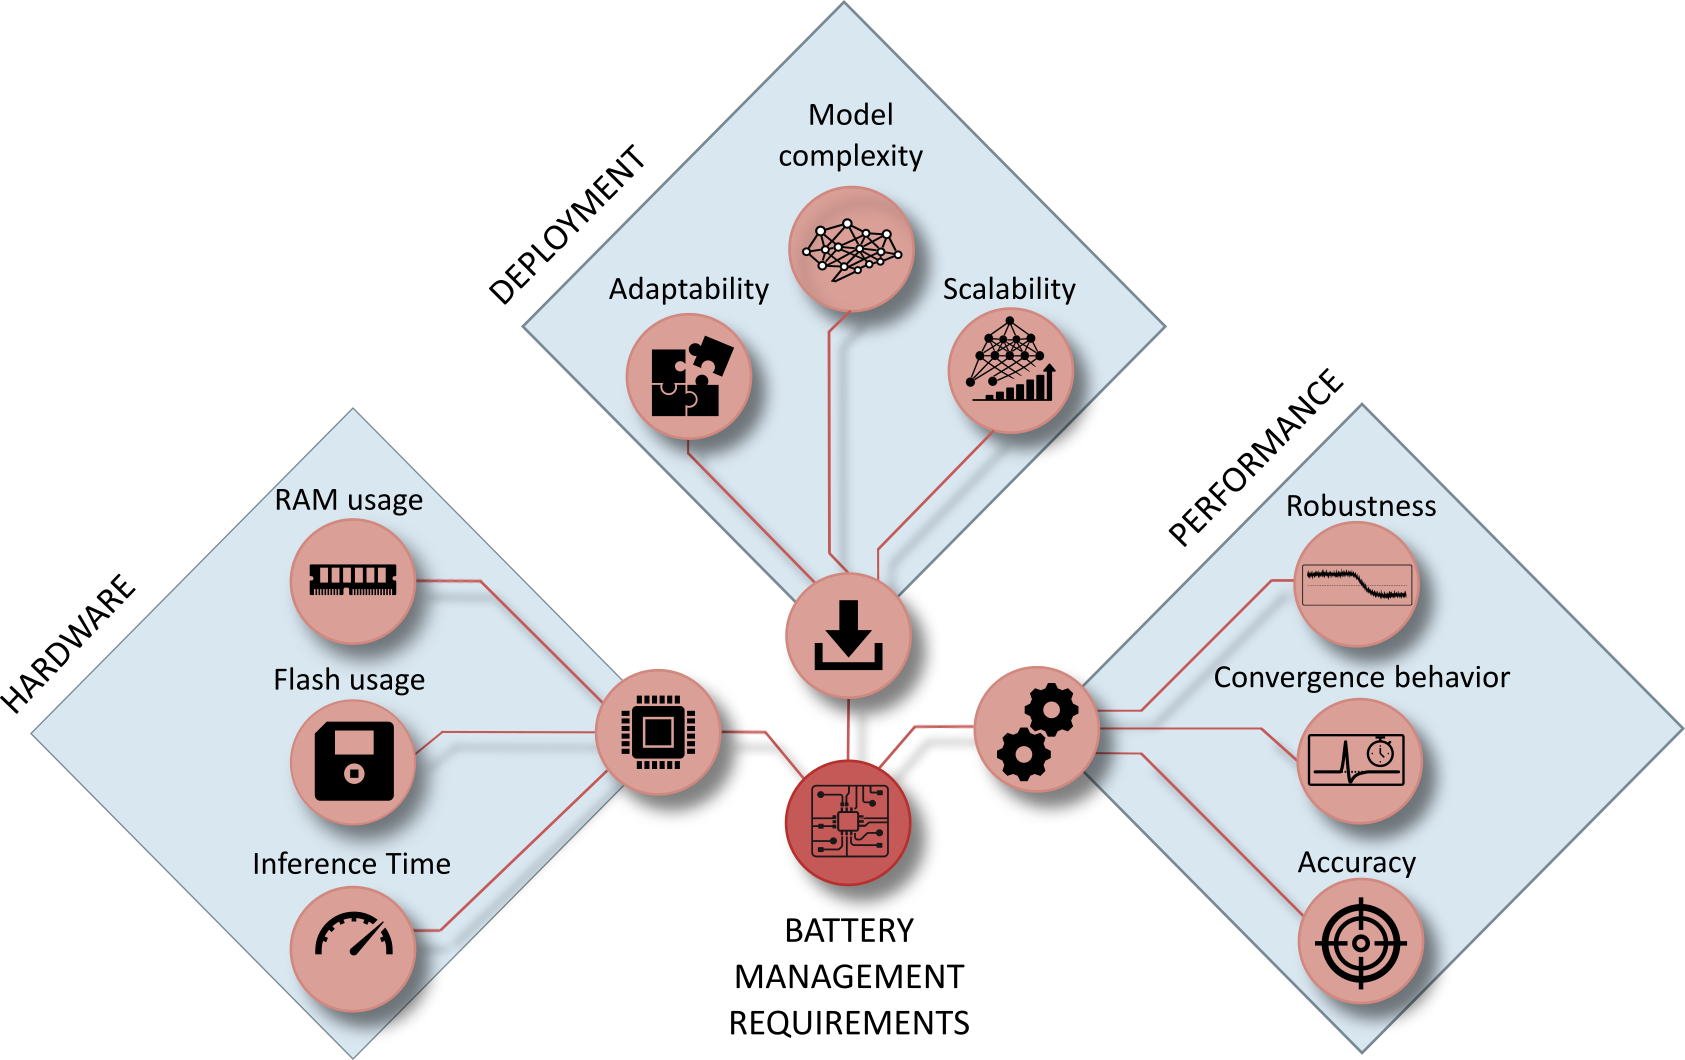 DEPLOYMENT
Model
complexity
Adaptability
Scalability
HARDWARE
RAM usage
Flash usage
Inference Time
PERFORMANCE
Robustness
Convergence behavior
Accuracy
BATTERY
MANAGEMENT
REQUIREMENTS